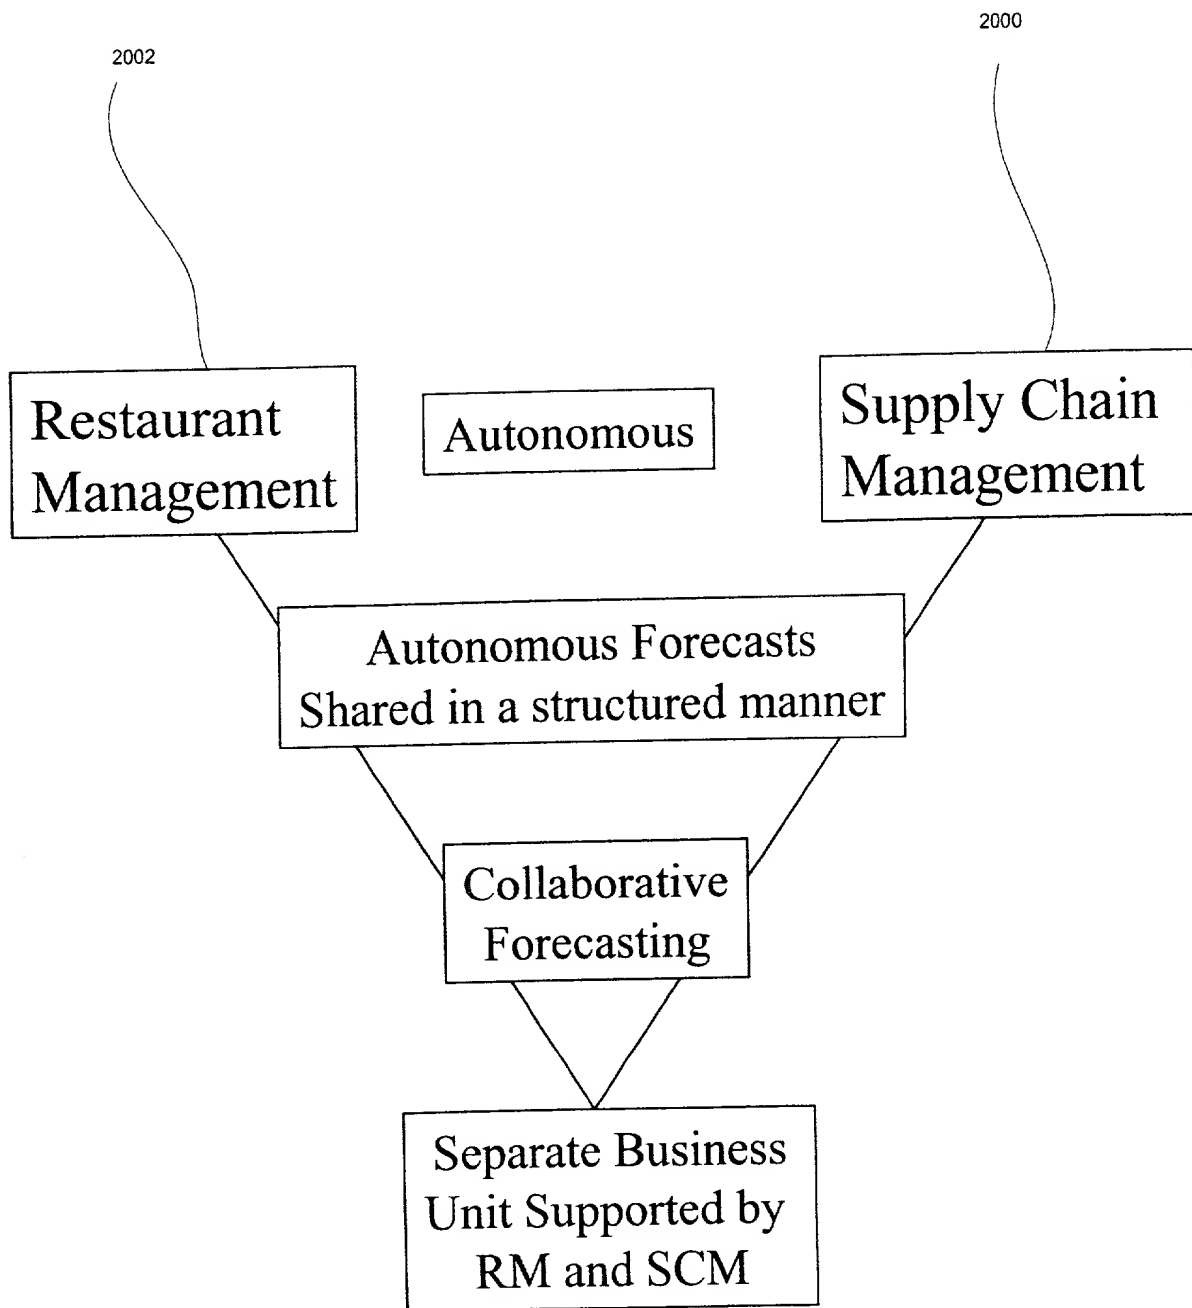 2002
2000
Restaurant
Management
Autonomous
Supply Chain
Management
Autonomous Forecasts
Shared in a structured manner
Collaborative
Forecasting
Separate Business
Unit Supported by
RM and SCM